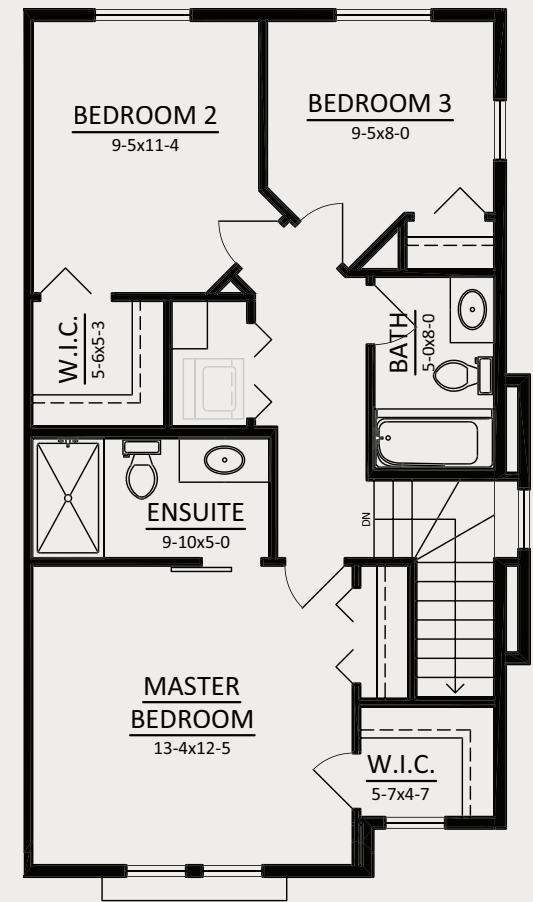 BEDROOM 2
9-5x11-4
BEDROOM 3
9-5x8-0
W.I.C.
5-6x5-3
BATH
5-0x8-0
ENSUITE
9-10x5-0
DN
MASTER
BEDROOM
13-4x12-5
W.I.C.
5-7x4-7